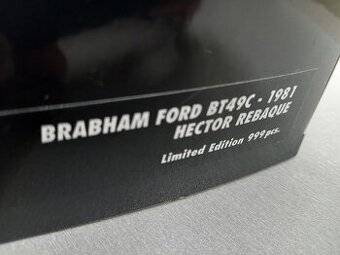 BRABHAM FORD BT49C - 1981
HECTOR REBAQUE
Limited Edition 999pcs.